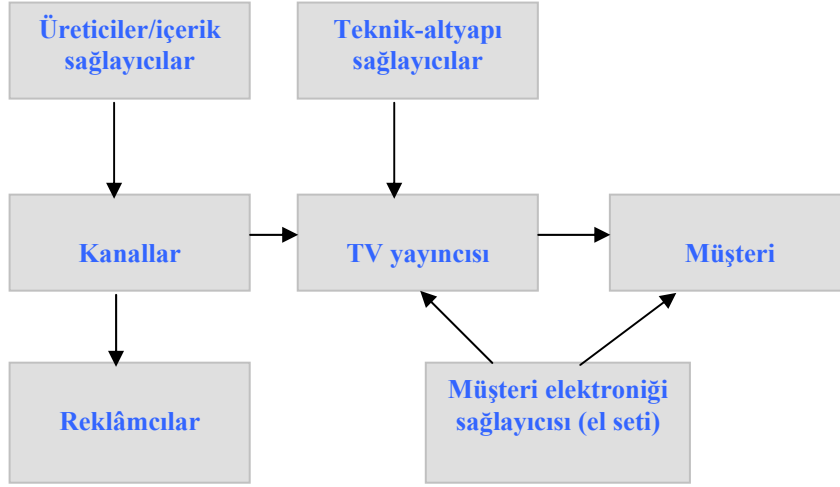 Üreticiler/içerik
sağlayıcılar
Teknik-altyapı
sağlayıcılar
Kanallar
TV yayıncısı
Müşteri
Reklâmcılar
Müşteri elektroniği
sağlayıcısı (el seti)